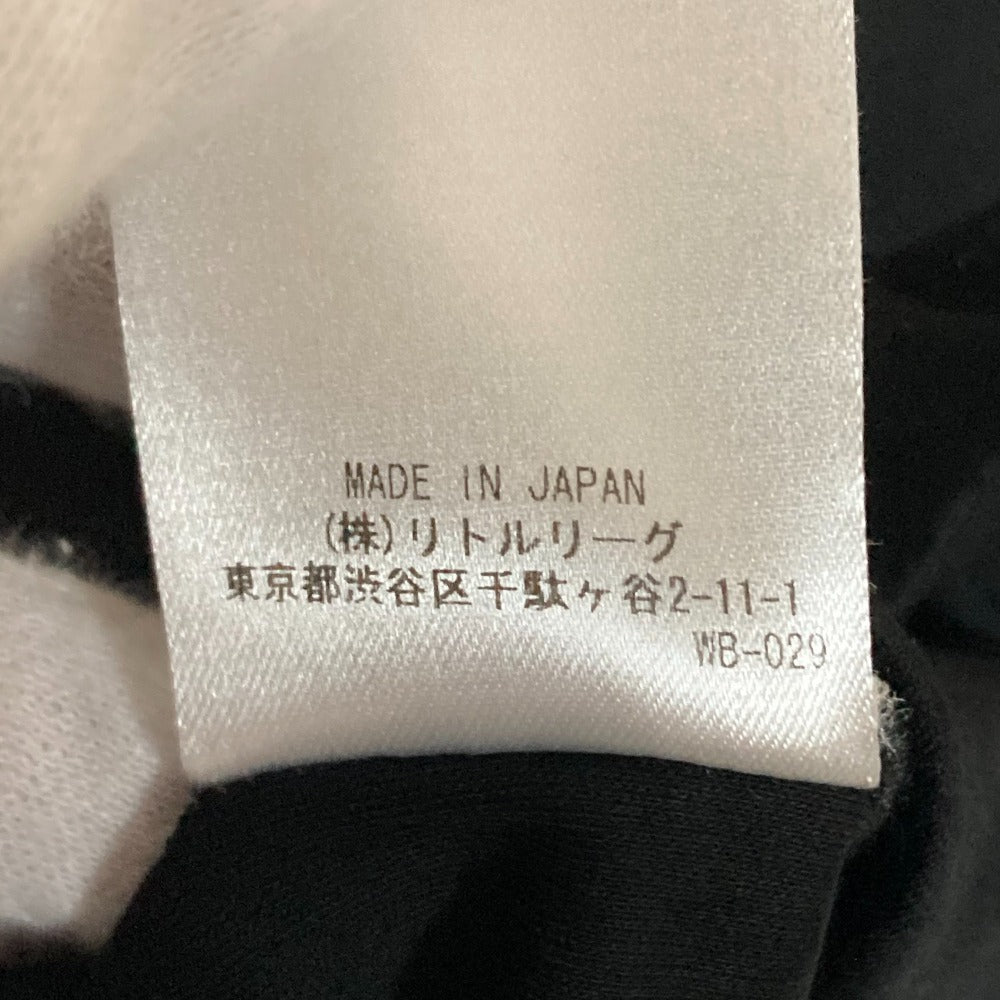 MADE IN JAPAN
(株)リトルリーグ
東京都渋谷区千駄ケ谷2-11-1
WB-029